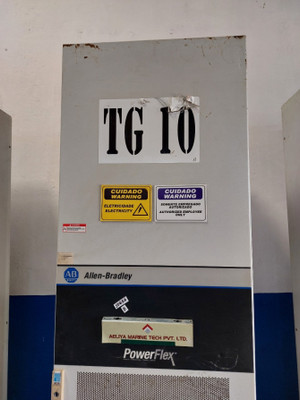 TG 10
CUIDADO
WARNING
ELETRICIDADE
ELECTRICITY
CUIDADO
WARNING
SOMENTE EMPREGADO
AUTORIZADO
AUTHORIZED EMPLOYEE
ONLY
AB
Allen-Bradley
ADJIYA MARINE TECH PVT. LTD.
PowerFlex